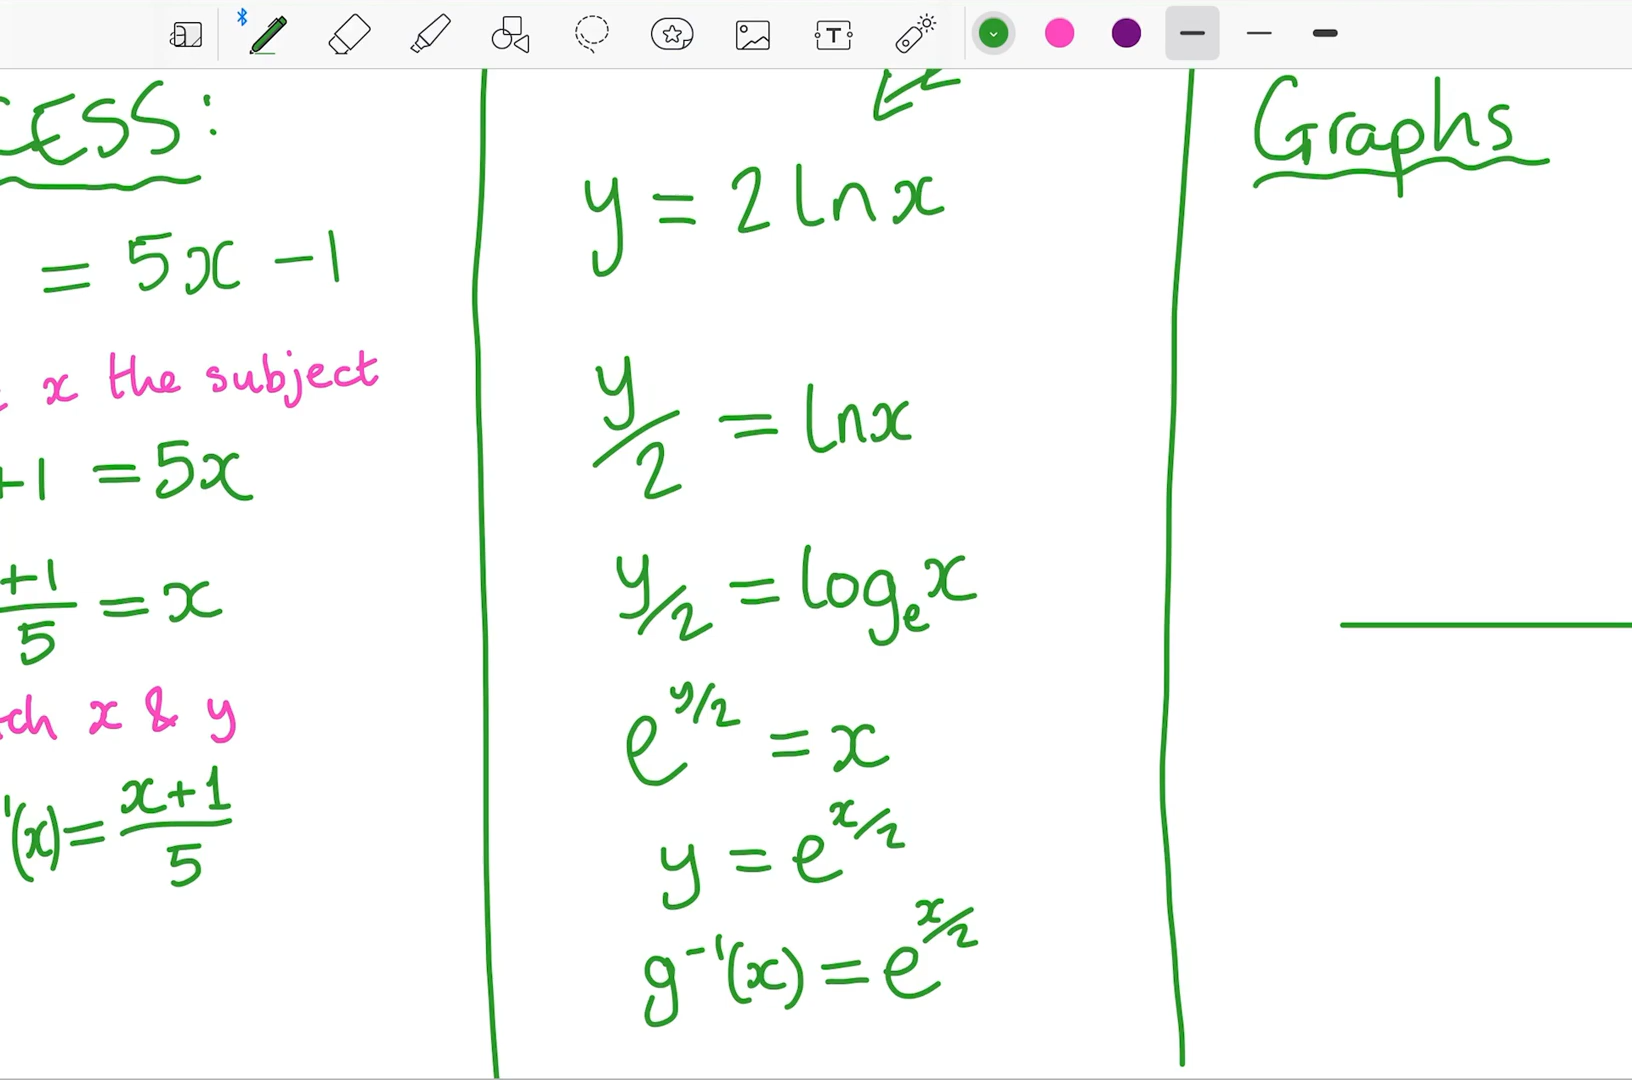 CESS:
= 5x - 1
x the subject
+1 = 5x
+1/5 = x
ch x & y
⁻¹(x) = (x+1)/5
y = 2 ln x
y/2 = ln x
y/2 = logₑ x
e^(y/2) = x
y = e^(x/2)
g⁻¹(x) = e^(x/2)
Graphs